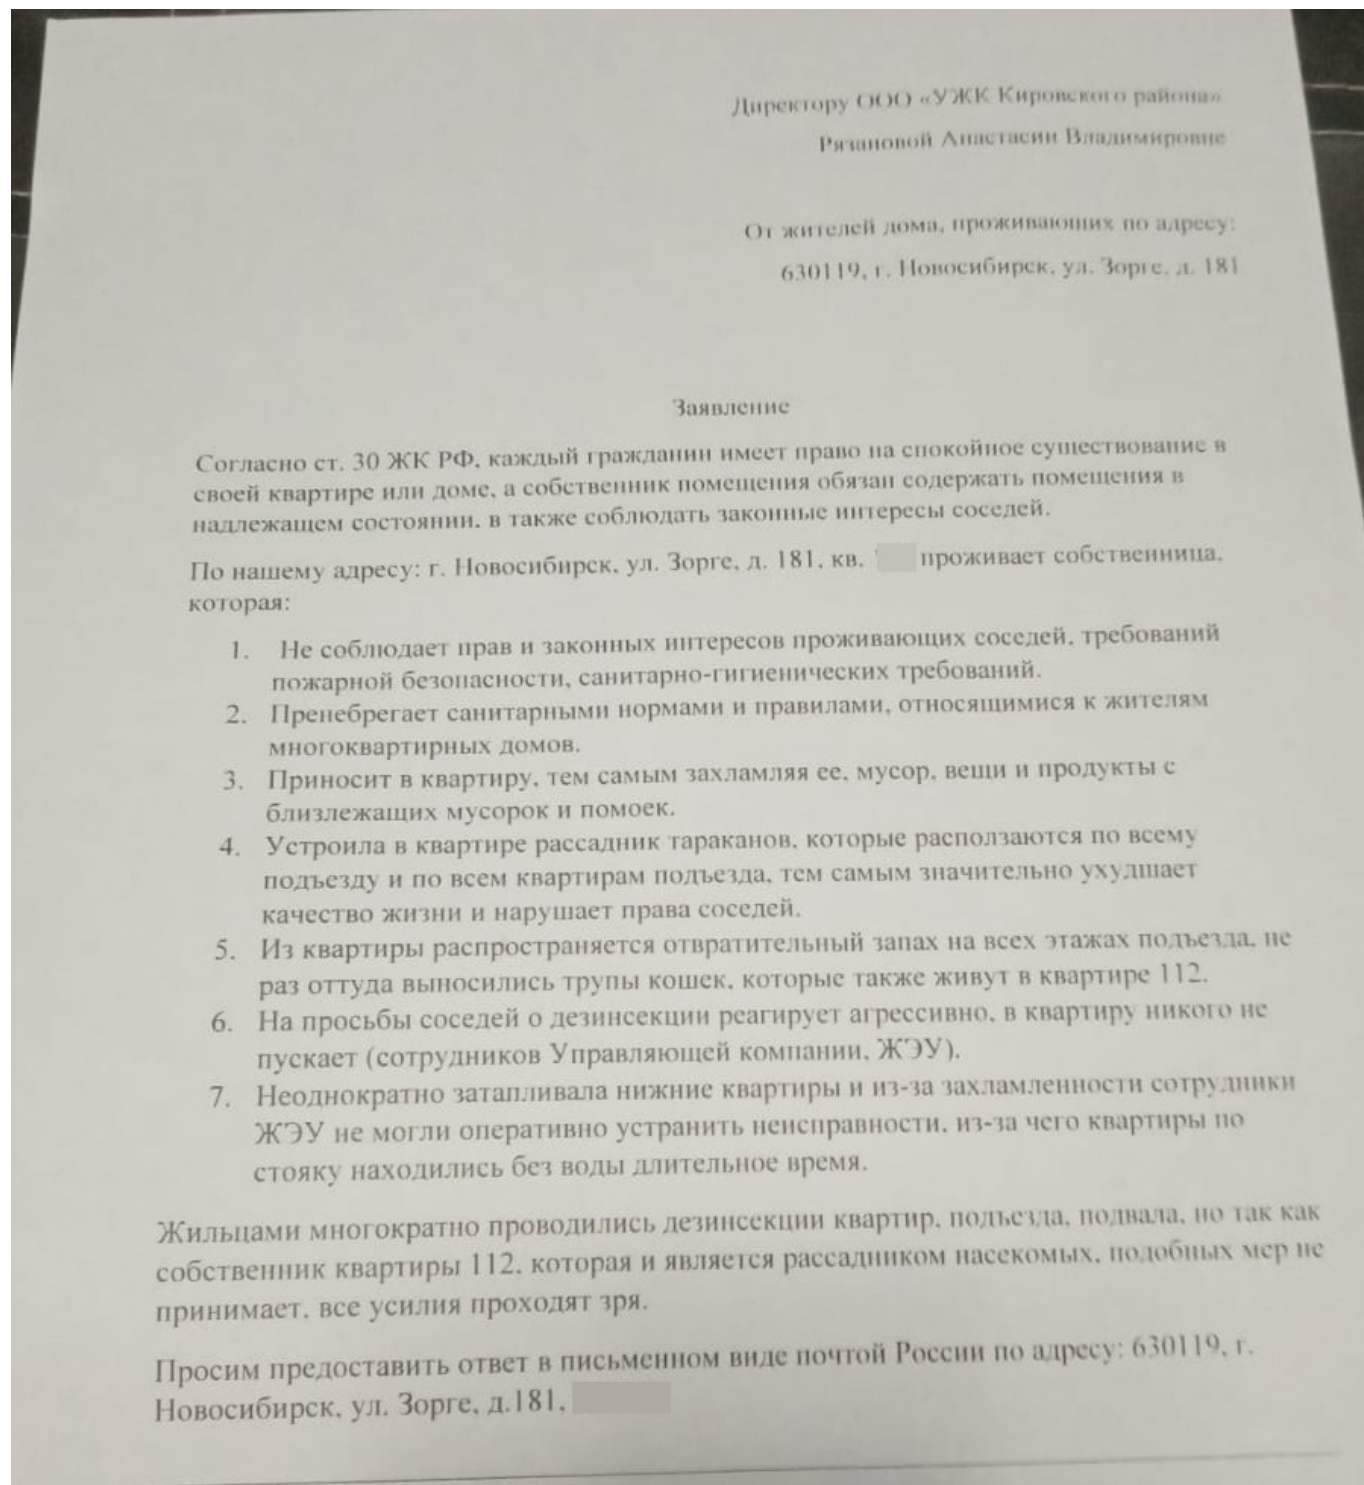 Директору ООО «УЖК Кировского района»
Рязановой Анастасии Владимировне
От жителей дома, проживающих по адресу:
630119, г. Новосибирск, ул. Зорге, д. 181
Заявление
Согласно ст. 30 ЖК РФ, каждый гражданин имеет право на спокойное существование в
своей квартире или доме, а собственник помещения обязан содержать помещения в
надлежащем состоянии, в также соблюдать законные интересы соседей.
По нашему адресу: г. Новосибирск, ул. Зорге, д. 181, кв. проживает собственница,
которая:
1. Не соблюдает прав и законных интересов проживающих соседей, требований
пожарной безопасности, санитарно-гигиенических требований.
2. Пренебрегает санитарными нормами и правилами, относящимися к жителям
многоквартирных домов.
3. Приносит в квартиру, тем самым захламляя ее, мусор, вещи и продукты с
близлежащих мусорок и помоек.
4. Устроила в квартире рассадник тараканов, которые расползаются по всему
подъезду и по всем квартирам подъезда, тем самым значительно ухудшает
качество жизни и нарушает права соседей.
5. Из квартиры распространяется отвратительный запах на всех этажах подъезда, не
раз оттуда выносились трупы кошек, которые также живут в квартире 112.
6. На просьбы соседей о дезинсекции реагирует агрессивно, в квартиру никого не
пускает (сотрудников Управляющей компании, ЖЭУ).
7. Неоднократно затапливала нижние квартиры и из-за захламленности сотрудники
ЖЭУ не могли оперативно устранить неисправности, из-за чего квартиры по
стояку находились без воды длительное время.
Жильцами многократно проводились дезинсекции квартир, подъезда, подвала, но так как
собственник квартиры 112, которая и является рассадником насекомых, подобных мер не
принимает, все усилия проходят зря.
Просим предоставить ответ в письменном виде почтой России по адресу: 630119, г.
Новосибирск, ул. Зорге, д.181,